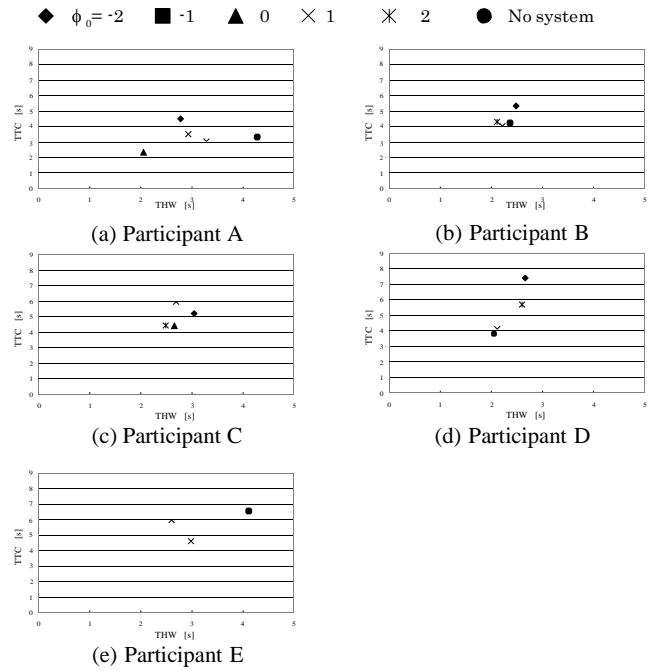 ϕ0= -2 -1 0 1 2 No system
9
8
7
6
5
4
3
2
1
0
TTC [s]
0 1 2 3 4 5
THW [s]
(a) Participant A
9
8
7
6
5
4
3
2
1
0
TTC [s]
0 1 2 3 4 5
THW [s]
(b) Participant B
9
8
7
6
5
4
3
2
1
0
TTC [s]
0 1 2 3 4 5
THW [s]
(c) Participant C
9
8
7
6
5
4
3
2
1
0
TTC [s]
0 1 2 3 4 5
THW [s]
(d) Participant D
9
8
7
6
5
4
3
2
1
0
TTC [s]
0 1 2 3 4 5
THW [s]
(e) Participant E